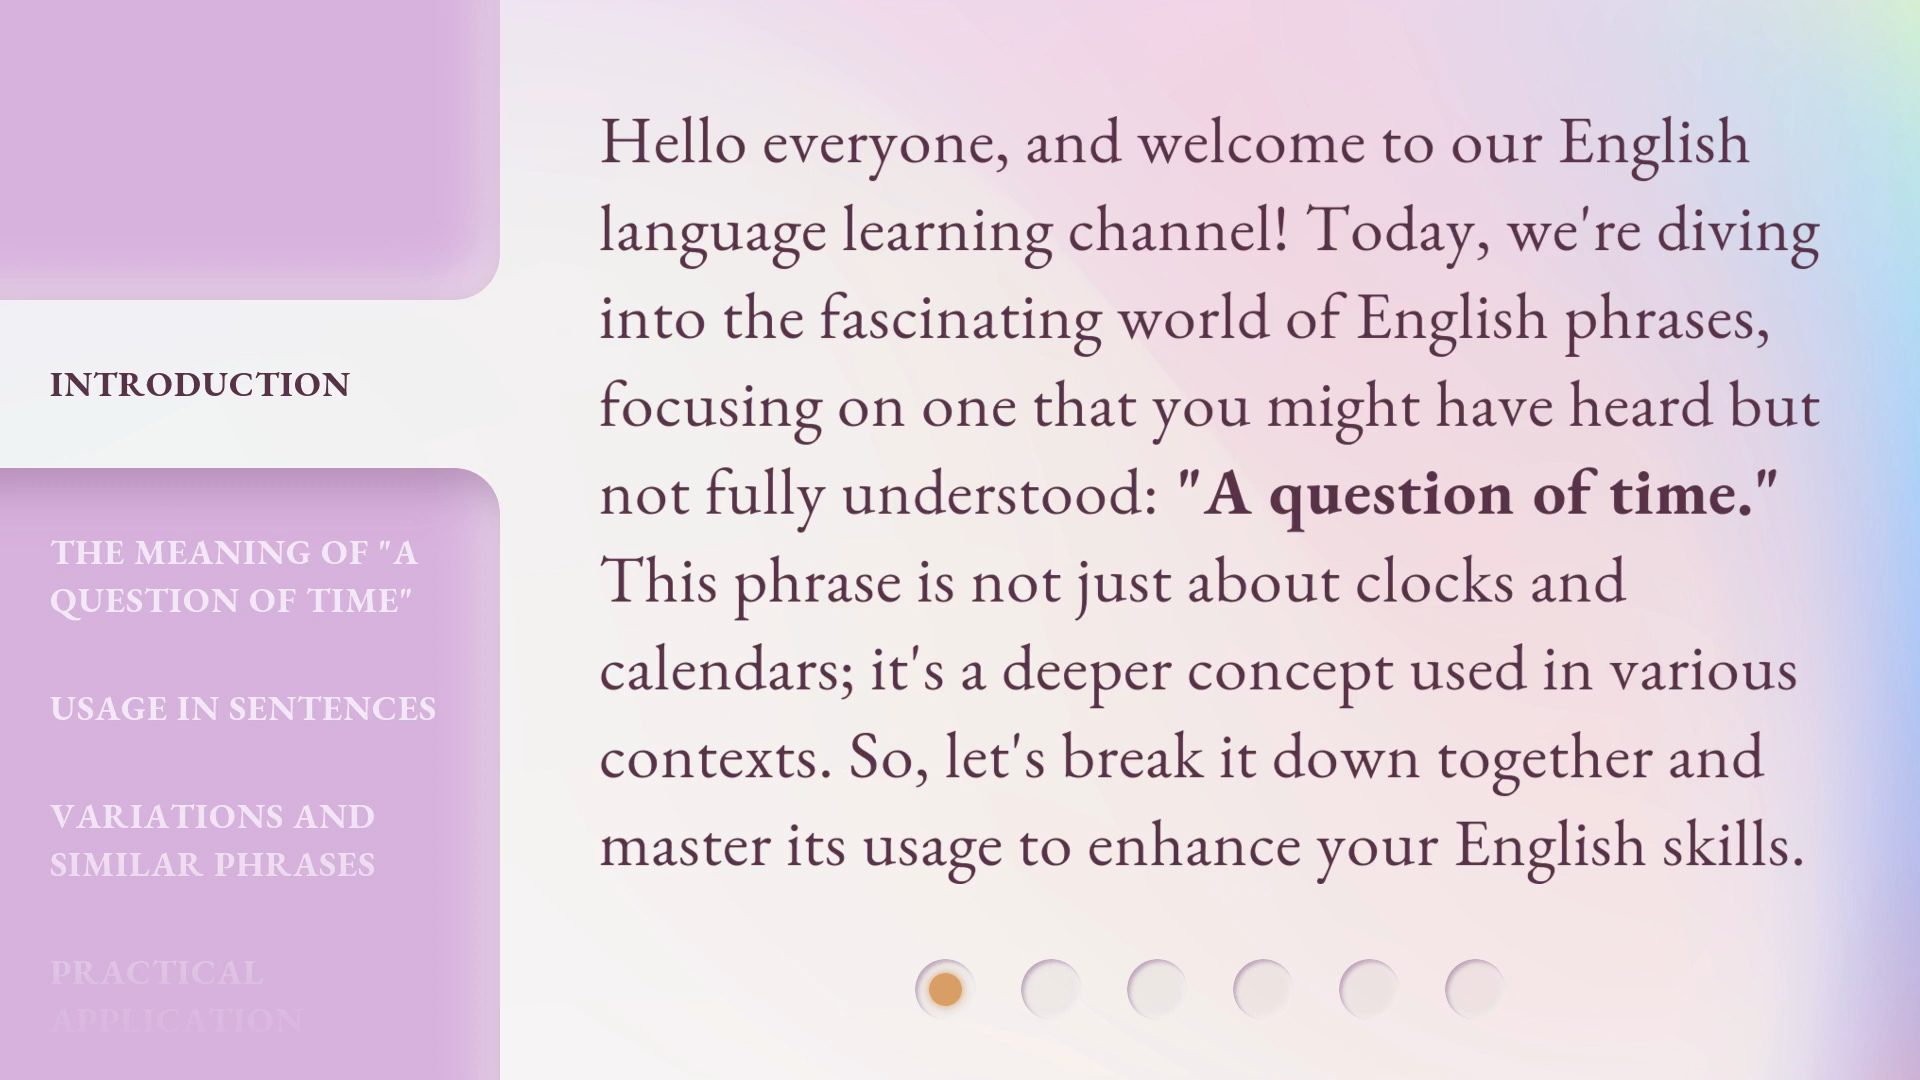 INTRODUCTION
THE MEANING OF "A
QUESTION OF TIME"
USAGE IN SENTENCES
VARIATIONS AND
SIMILAR PHRASES
PRACTICAL
APPLICATION
Hello everyone, and welcome to our English
language learning channel! Today, we're diving
into the fascinating world of English phrases,
focusing on one that you might have heard but
not fully understood: "A question of time."
This phrase is not just about clocks and
calendars; it's a deeper concept used in various
contexts. So, let's break it down together and
master its usage to enhance your English skills.